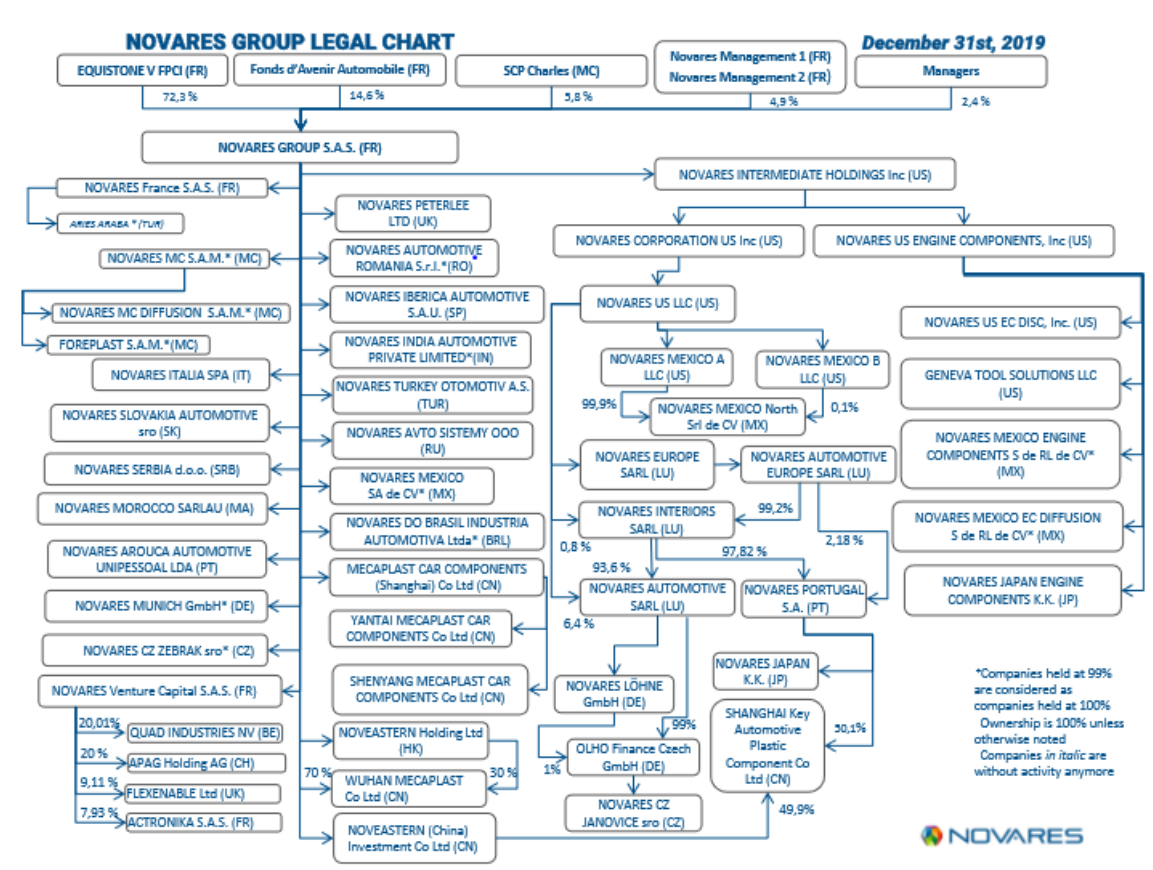 NOVARES GROUP LEGAL CHART
December 31st, 2019
EQUISTONE V FPCI (FR)
Fonds d'Avenir Automobile (FR)
SCP Charles (MC)
Novares Management 1 (FR)
Novares Management 2 (FR)
Managers
72,3 %
14,6 %
5,8 %
4,9 %
2,4 %
NOVARES GROUP S.A.S. (FR)
NOVARES France S.A.S. (FR)
ARIES ARABA *(TUR)
NOVARES MC S.A.M.* (MC)
NOVARES MC DIFFUSION S.A.M.* (MC)
FOREPLAST S.A.M.*(MC)
NOVARES ITALIA SPA (IT)
NOVARES SLOVAKIA AUTOMOTIVE
sro (SK)
NOVARES SERBIA d.o.o. (SRB)
NOVARES MOROCCO SARLAU (MA)
NOVARES AROUCA AUTOMOTIVE
UNIPESSOAL LDA (PT)
NOVARES MUNICH GmbH* (DE)
NOVARES CZ ZEBRAK sro* (CZ)
NOVARES Venture Capital S.A.S. (FR)
20,01%
QUAD INDUSTRIES NV (BE)
20 %
APAG Holding AG (CH)
9,11 %
FLEXENABLE Ltd (UK)
7,93 %
ACTRONIKA S.A.S. (FR)
NOVARES PETERLEE
LTD (UK)
NOVARES AUTOMOTIVE
ROMANIA S.r.l.*(RO)
NOVARES IBERICA AUTOMOTIVE
S.A.U. (SP)
NOVARES INDIA AUTOMOTIVE
PRIVATE LIMITED*(IN)
NOVARES TURKEY OTOMOTIV A.S.
(TUR)
NOVARES AVTO SISTEMY OOO
(RU)
NOVARES MEXICO
SA de CV* (MX)
NOVARES DO BRASIL INDUSTRIA
AUTOMOTIVA Ltda* (BRL)
MECAPLAST CAR COMPONENTS
(Shanghai) Co Ltd (CN)
YANTAI MECAPLAST CAR
COMPONENTS Co Ltd (CN)
SHENYANG MECAPLAST CAR
COMPONENTS Co Ltd (CN)
NOVEASTERN Holding Ltd
(HK)
70 %
30 %
WUHAN MECAPLAST
Co Ltd (CN)
NOVEASTERN (China)
Investment Co Ltd (CN)
NOVARES INTERMEDIATE HOLDINGS Inc (US)
NOVARES CORPORATION US Inc (US)
NOVARES US ENGINE COMPONENTS, Inc (US)
NOVARES US LLC (US)
NOVARES MEXICO A
LLC (US)
NOVARES MEXICO B
LLC (US)
99,9%
0,1%
NOVARES MEXICO North
Srl de CV (MX)
NOVARES EUROPE
SARL (LU)
NOVARES AUTOMOTIVE
EUROPE SARL (LU)
NOVARES INTERIORS
SARL (LU)
99,2%
0,8 %
97,82 %
2,18 %
93,6 %
NOVARES AUTOMOTIVE
SARL (LU)
6,4 %
NOVARES PORTUGAL
S.A. (PT)
NOVARES LÖHNE
GmbH (DE)
99%
1%
OLHO Finance Czech
GmbH (DE)
NOVARES CZ
JANOVICE sro (CZ)
NOVARES JAPAN
K.K. (JP)
SHANGHAI Key
Automotive
Plastic
Component Co
Ltd (CN)
50,1%
49,9%
NOVARES US EC DISC, Inc. (US)
GENEVA TOOL SOLUTIONS LLC
(US)
NOVARES MEXICO ENGINE
COMPONENTS S de RL de CV*
(MX)
NOVARES MEXICO EC DIFFUSION
S de RL de CV* (MX)
NOVARES JAPAN ENGINE
COMPONENTS K.K. (JP)
*Companies held at 99%
are considered as
companies held at 100%
Ownership is 100% unless
otherwise noted
Companies in italic are
without activity anymore
NOVARES